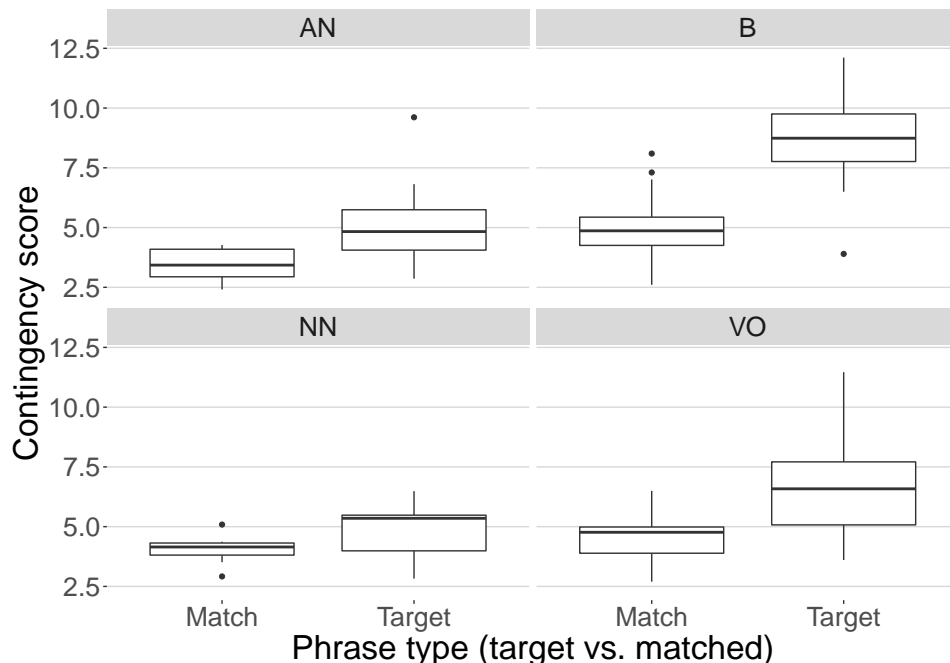 AN
B
12.5
10.0
7.5
5.0
2.5
NN
VO
12.5
10.0
7.5
5.0
2.5
Contingency score
Match
Target
Match
Target
Phrase type (target vs. matched)